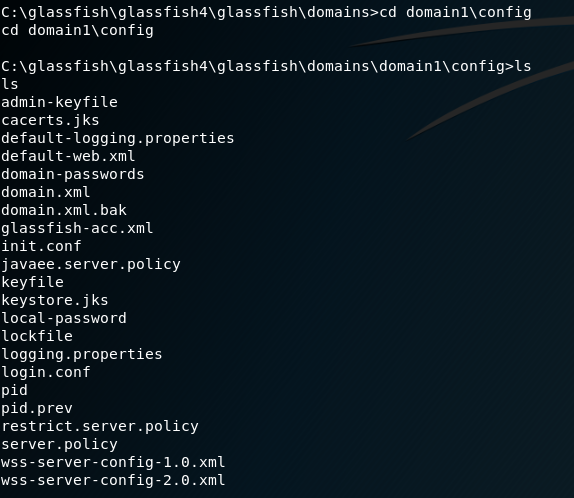 C:\glassfish\glassfish4\glassfish\domains>cd domain1\config
cd domain1\config
C:\glassfish\glassfish4\glassfish\domains\domain1\config>ls
ls
admin-keyfile
cacerts.jks
default-logging.properties
default-web.xml
domain-passwords
domain.xml
domain.xml.bak
glassfish-acc.xml
init.conf
javaee.server.policy
keyfile
keystore.jks
local-password
lockfile
logging.properties
login.conf
pid
pid.prev
restrict.server.policy
server.policy
wss-server-config-1.0.xml
wss-server-config-2.0.xml